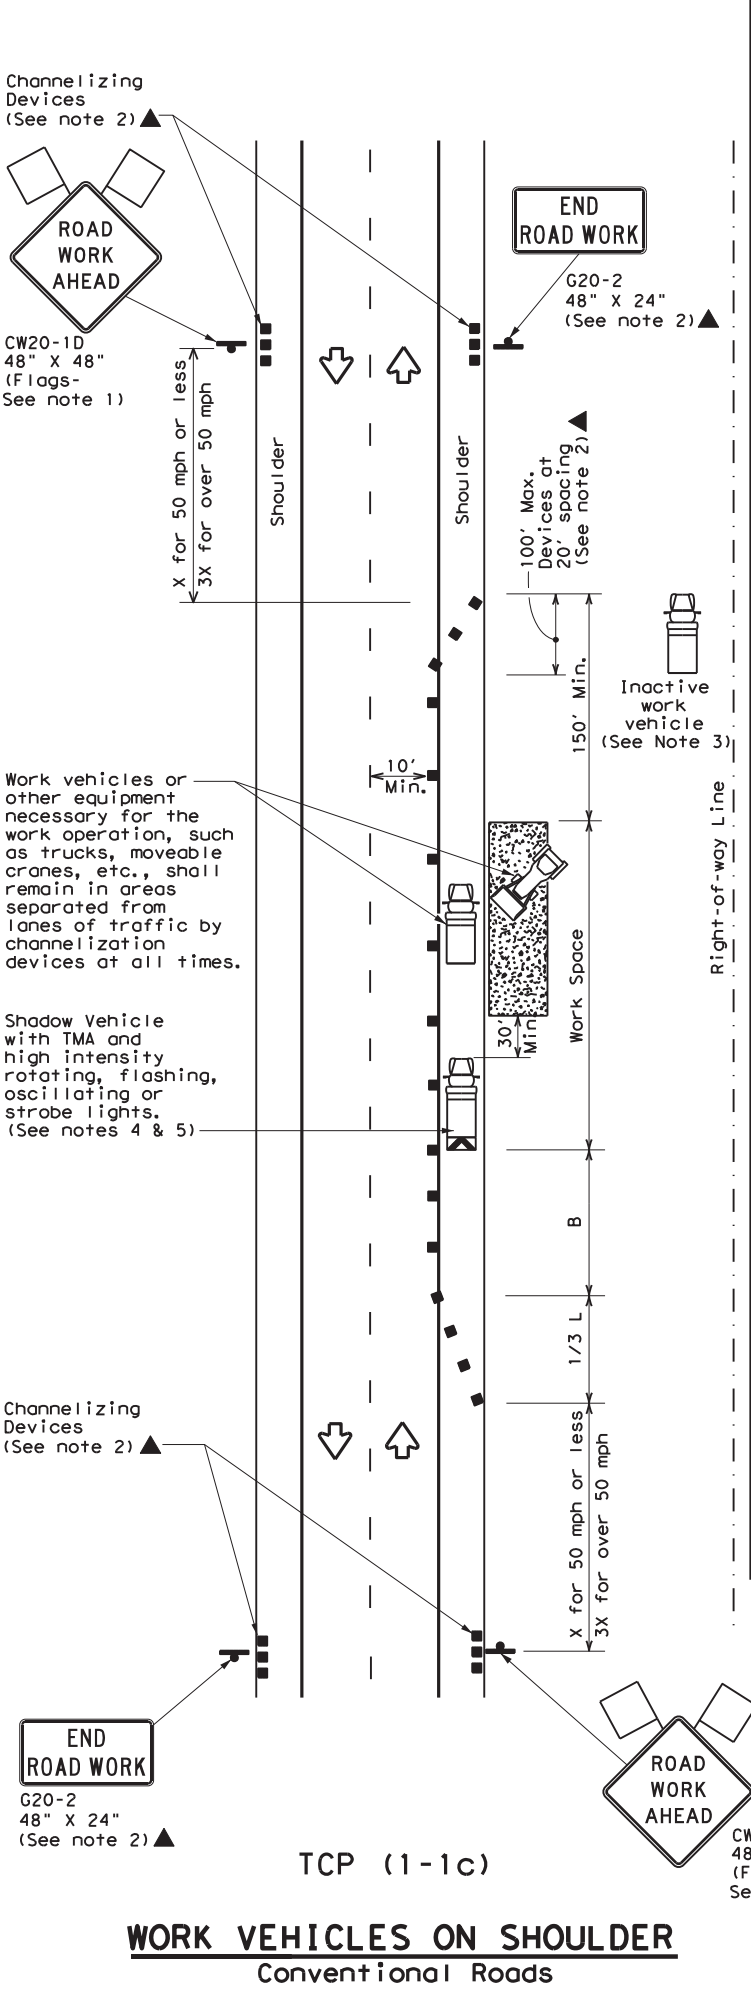 Channelizing
Devices
(See note 2)
ROAD
WORK
AHEAD
CW20-1D
48" X 48"
(Flags-
See note 1)
END
ROAD WORK
G20-2
48" X 24"
(See note 2)
X for 50 mph or less
3X for over 50 mph
Shoulder
Shoulder
100' Max.
Devices at
20' spacing
(See note 2)
150' Min.
Inactive
work
vehicle
(See Note 3)
10'
Min.
Work vehicles or
other equipment
necessary for the
work operation, such
as trucks, moveable
cranes, etc., shall
remain in areas
separated from
lanes of traffic by
channelization
devices at all times.
Right-of-way Line
Work Space
30'
Min.
Shadow Vehicle
with TMA and
high intensity
rotating, flashing,
oscillating or
strobe lights.
(See notes 4 & 5)
B
1/3 L
Channelizing
Devices
(See note 2)
X for 50 mph or less
3X for over 50 mph
END
ROAD WORK
G20-2
48" X 24"
(See note 2)
ROAD
WORK
AHEAD
CW
48
(F
Se
TCP (1-1c)
WORK VEHICLES ON SHOULDER
Conventional Roads